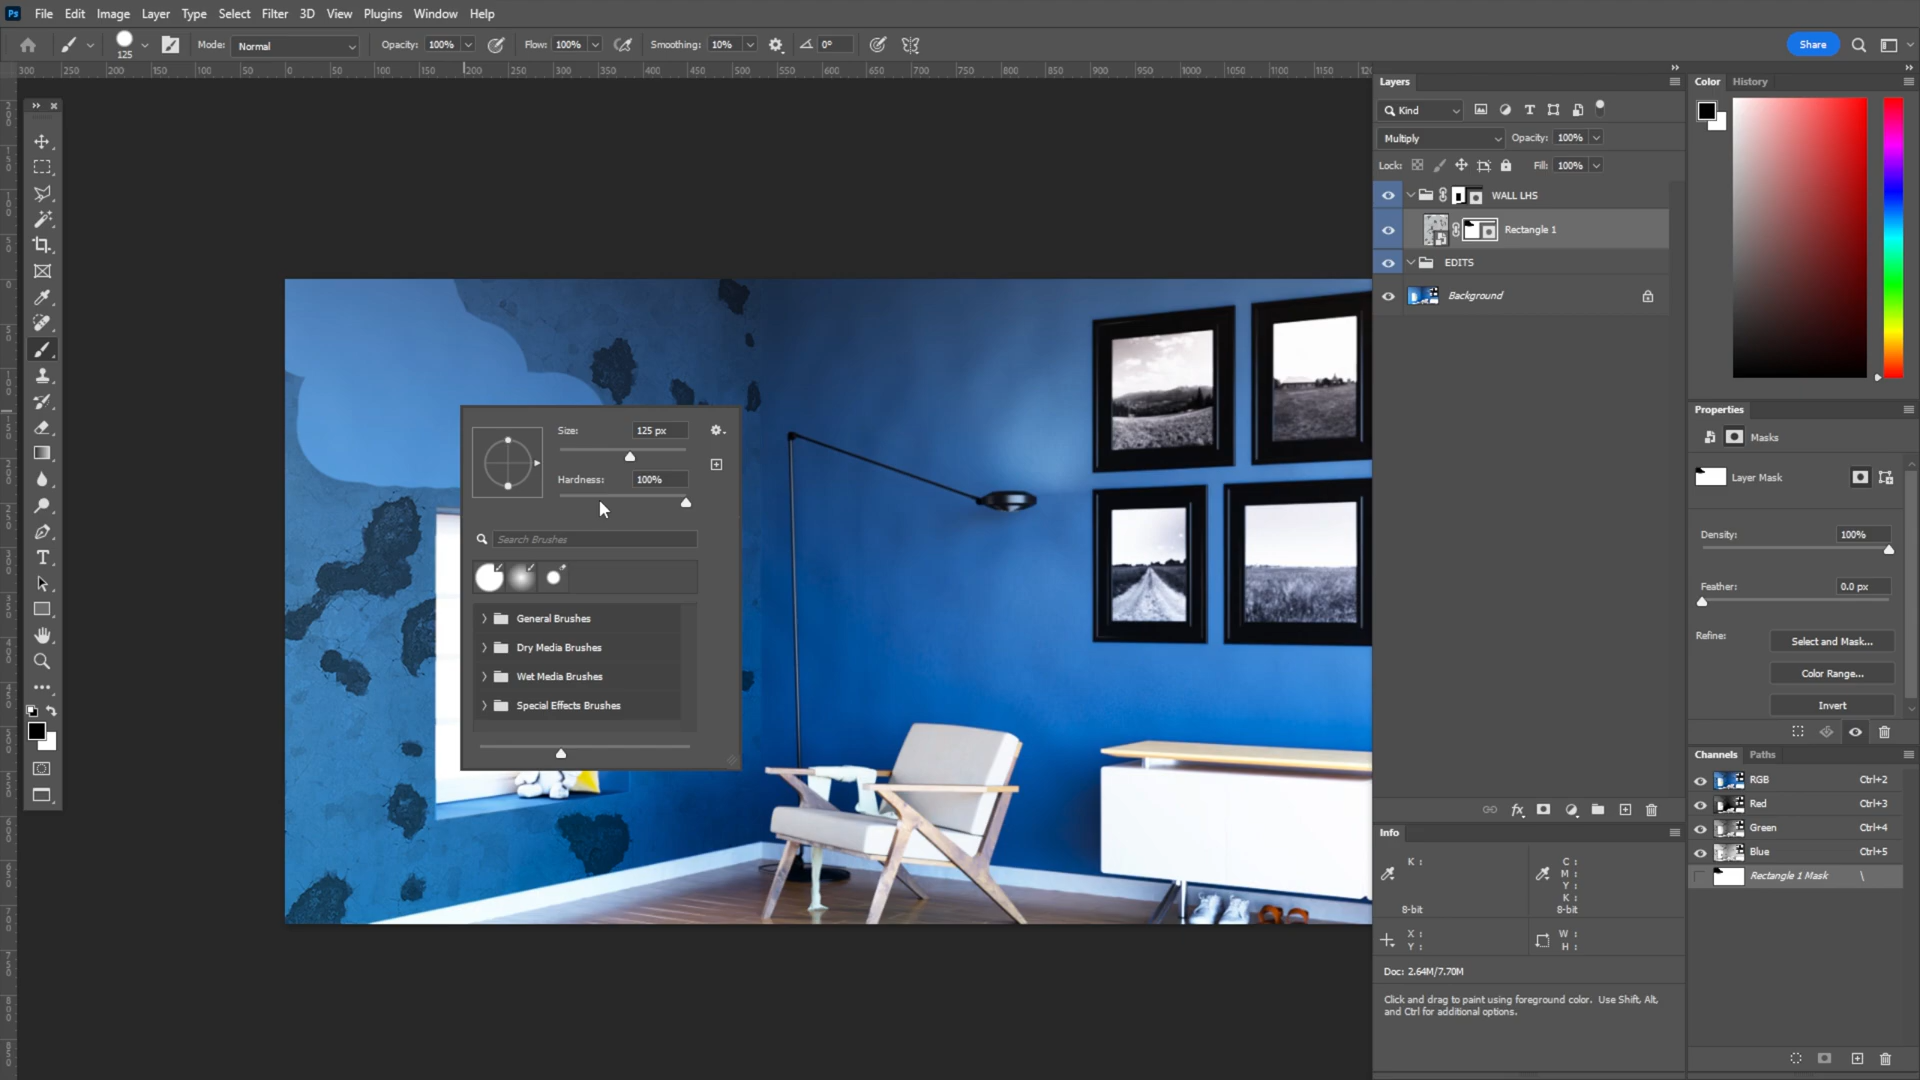 Ps File Edit Image Layer Type Select Filter 3D View Plugins Window Help
125 Mode: Normal Opacity: 100% Flow: 100% Smoothing: 10% 0° Share
300 250 200 150 100 50 0 50 100 150 200 250 300 350 400 450 500 550 600 650 700 750 800 850 900 950 1000 1050 1100 1150
Layers
Kind
Multiply Opacity: 100%
Lock: Fill: 100%
WALL LHS
Rectangle 1
EDITS
Background
Size: 125 px
Hardness: 100%
Search Brushes
General Brushes
Dry Media Brushes
Wet Media Brushes
Special Effects Brushes
Info
K :
8-bit
C :
M :
Y :
K :
8-bit
X :
Y :
W :
H :
Doc: 2.64M/7.70M
Click and drag to paint using foreground color. Use Shift, Alt,
and Ctrl for additional options.
Color History
Properties
Masks
Layer Mask
Density: 100%
Feather: 0.0 px
Refine: Select and Mask...
Color Range...
Invert
Channels Paths
RGB Ctrl+2
Red Ctrl+3
Green Ctrl+4
Blue Ctrl+5
Rectangle 1 Mask \